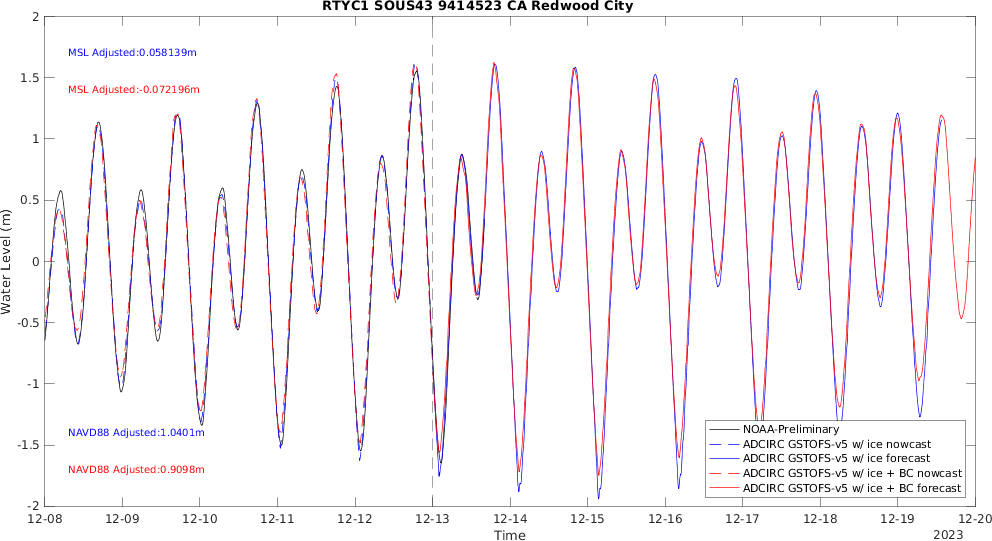 RTYC1 SOUS43 9414523 CA Redwood City
2
1.5
1
0.5
0
-0.5
-1
-1.5
-2
Water Level (m)
MSL Adjusted:0.058139m
MSL Adjusted:-0.072196m
NAVD88 Adjusted:1.0401m
NAVD88 Adjusted:0.9098m
NOAA-Preliminary
ADCIRC GSTOFS-v5 w/ ice nowcast
ADCIRC GSTOFS-v5 w/ ice forecast
ADCIRC GSTOFS-v5 w/ ice + BC nowcast
ADCIRC GSTOFS-v5 w/ ice + BC forecast
12-08 12-09 12-10 12-11 12-12 12-13 12-14 12-15 12-16 12-17 12-18 12-19 12-20
Time
2023